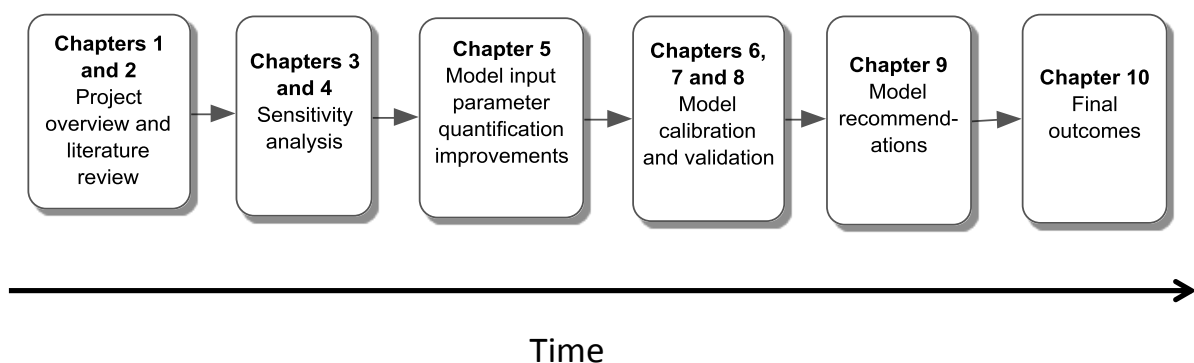 Chapters 1
and 2
Project
overview and
literature
review
Chapters 3
and 4
Sensitivity
analysis
Chapter 5
Model input
parameter
quantification
improvements
Chapters 6,
7 and 8
Model
calibration
and validation
Chapter 9
Model
recommend-
ations
Chapter 10
Final
outcomes
Time